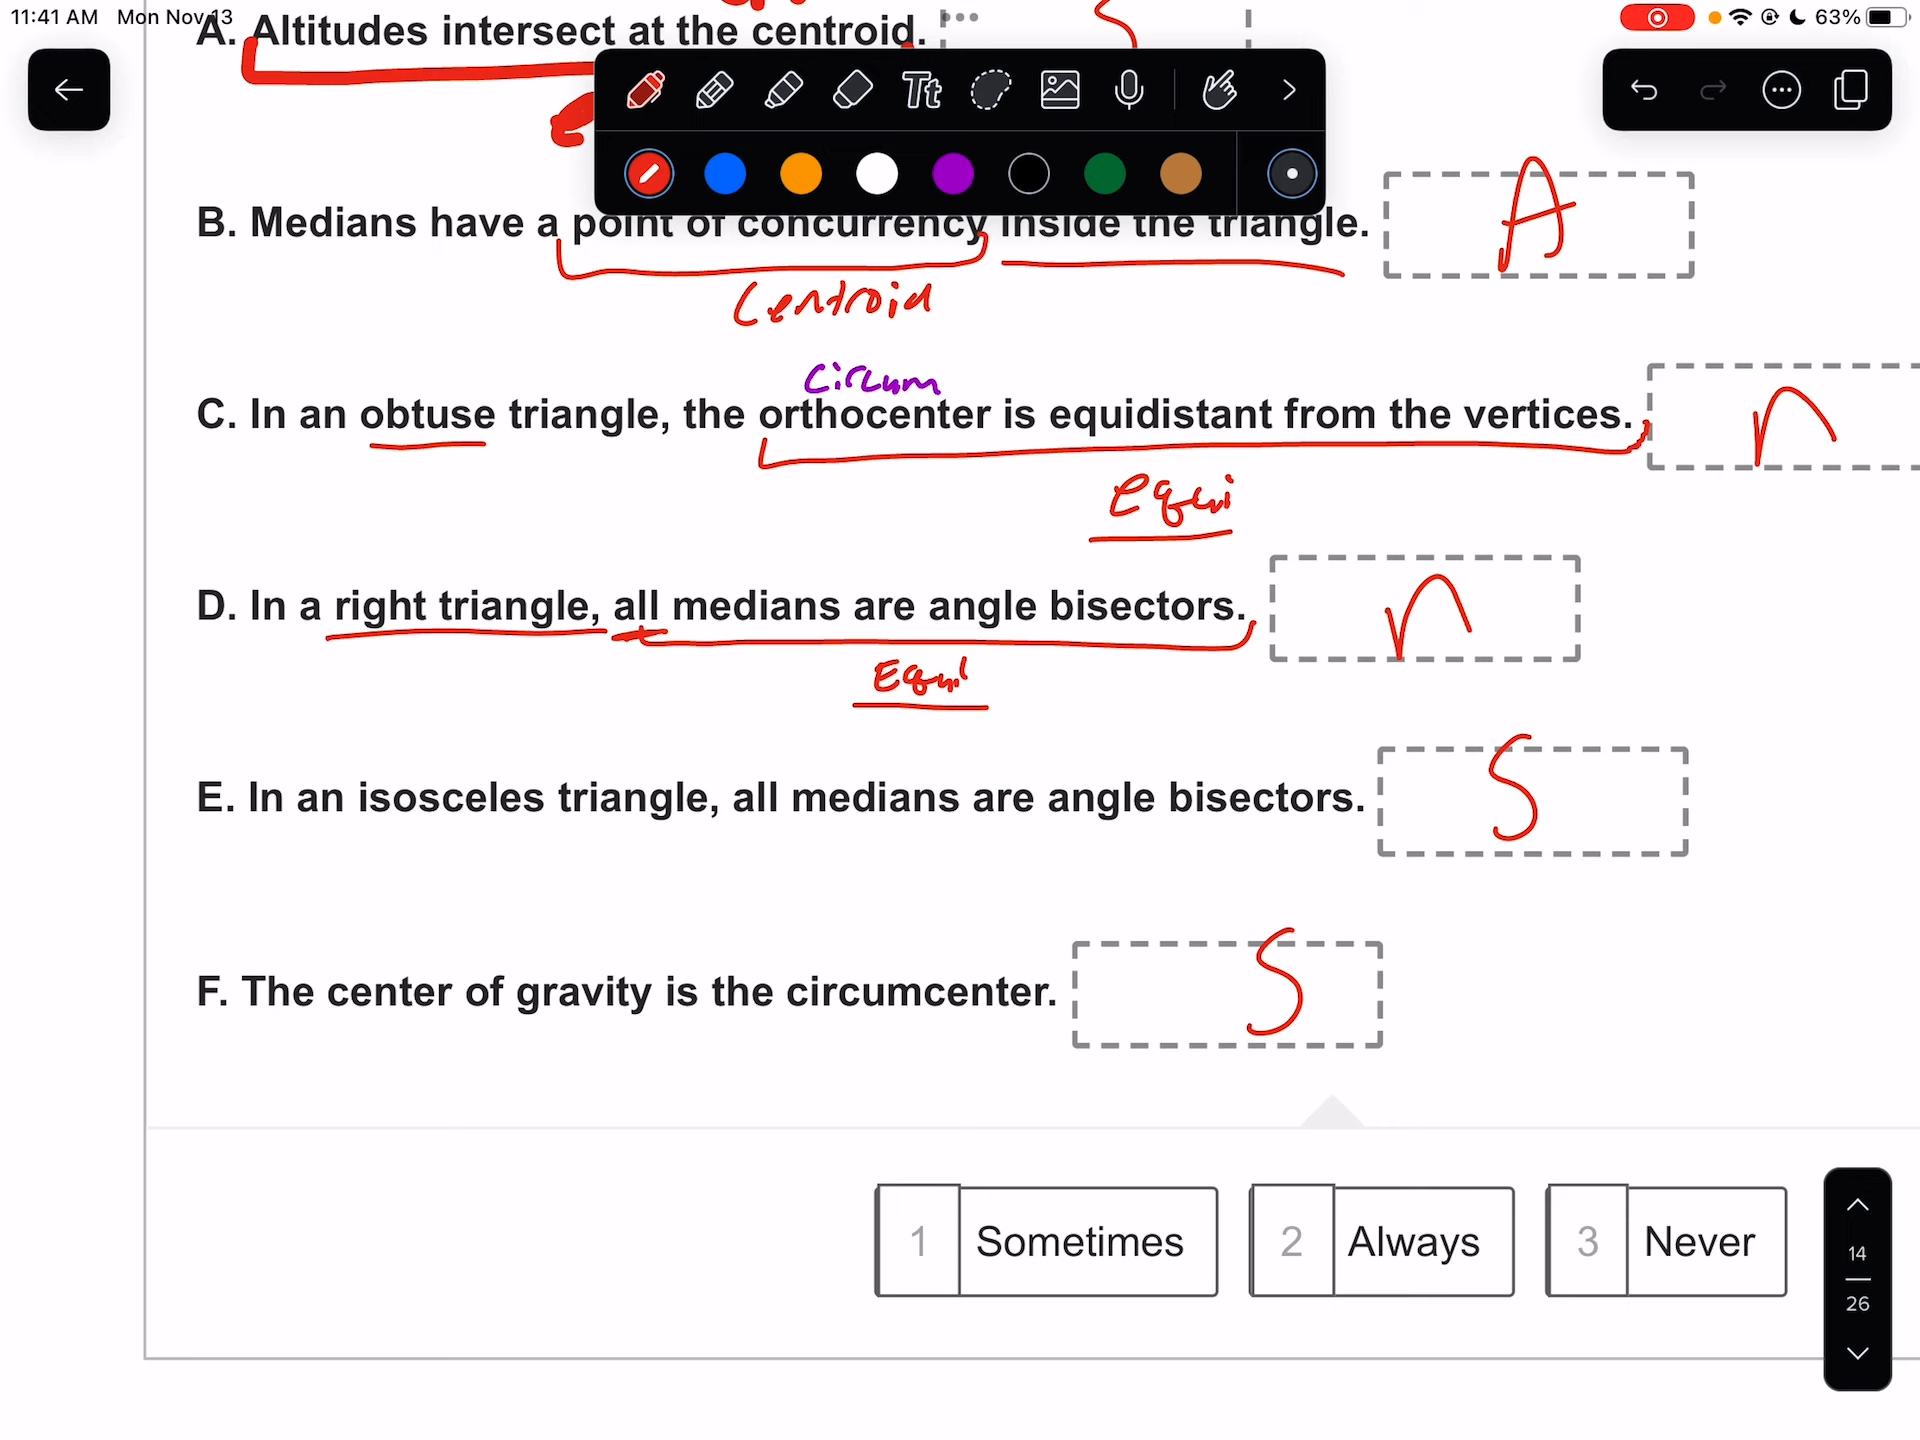 11:41 AM Mon Nov 13
63%
A. Altitudes intersect at the centroid.
S
Tt
B. Medians have a point of concurrency inside the triangle.
A
Centroid
Circum
C. In an obtuse triangle, the orthocenter is equidistant from the vertices.
n
equi
D. In a right triangle, all medians are angle bisectors.
n
Equi
E. In an isosceles triangle, all medians are angle bisectors.
S
F. The center of gravity is the circumcenter.
S
1 Sometimes 2 Always 3 Never
14
26